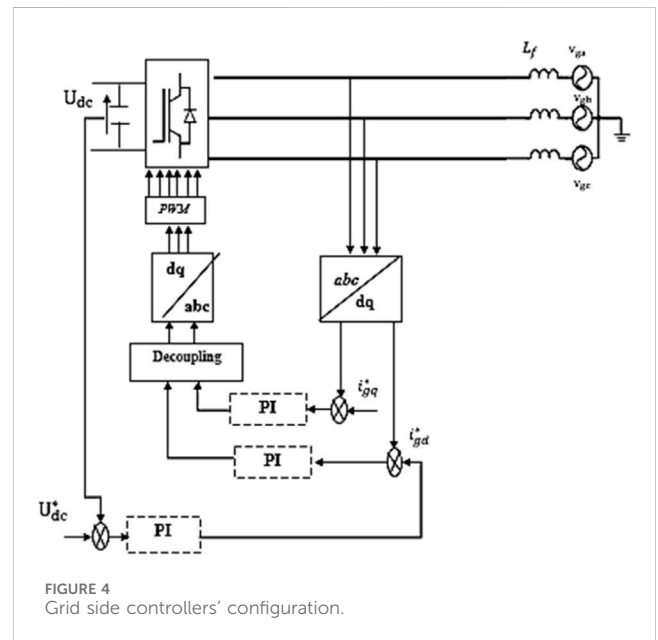 L_f
v_ga
U_dc
v_gb
v_gc
PWM
dq
abc
abc
dq
Decoupling
PI
i*_gq
PI
i*_gd
U*_dc
PI
FIGURE 4
Grid side controllers’ configuration.